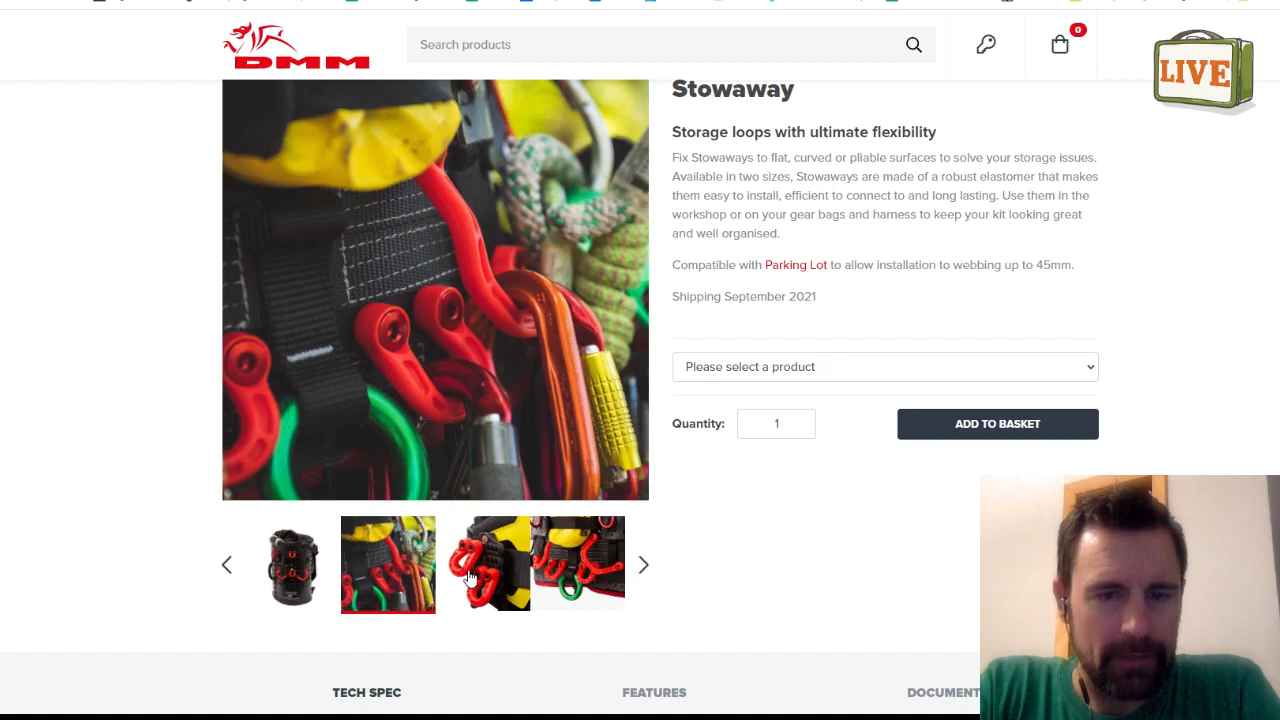 DMM
Search products
0
LIVE
Stowaway
Storage loops with ultimate flexibility
Fix Stowaways to flat, curved or pliable surfaces to solve your storage issues.
Available in two sizes, Stowaways are made of a robust elastomer that makes
them easy to install, efficient to connect to and long lasting. Use them in the
workshop or on your gear bags and harness to keep your kit looking great
and well organised.
Compatible with Parking Lot to allow installation to webbing up to 45mm.
Shipping September 2021
Please select a product
Quantity:
1
ADD TO BASKET
TECH SPEC
FEATURES
DOCUMENT